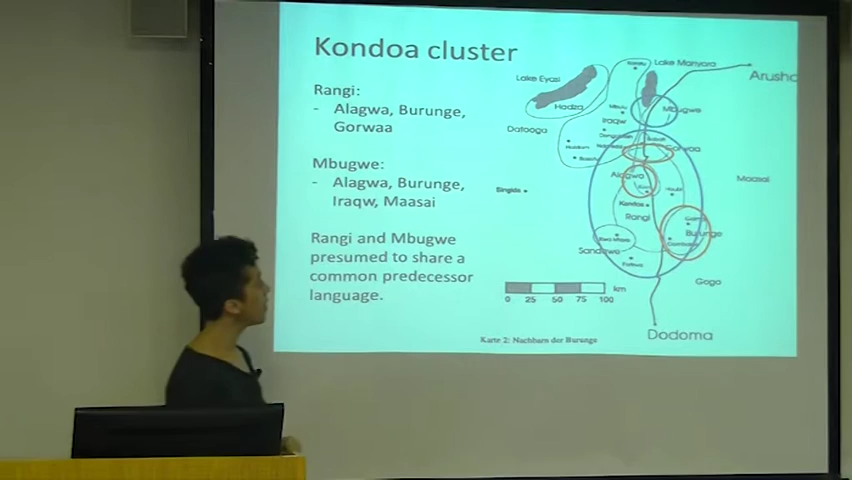 Kondoa cluster
Rangi:
- Alagwa, Burunge,
Gorwaa
Mbugwe:
- Alagwa, Burunge,
Iraqw, Maasai
Rangi and Mbugwe
presumed to share a
common predecessor
language.
Lake Manyara
Lake Eyasi
Arusha
Hadza
Mbulu
Mbugwe
Iraqw
Datooga
Gorwaa
Alagwa
Maasai
Singida
Kondoa
Rangi
Burunge
Sandawe
Goga
km
0 25 50 75 100
Dodoma
Karte 2: Nachbarn der Burunge